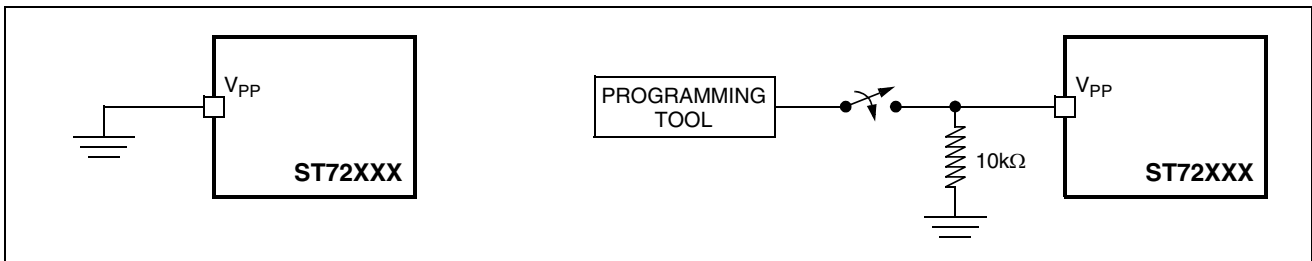 V_PP
ST72XXX
PROGRAMMING
TOOL
10kΩ
V_PP
ST72XXX